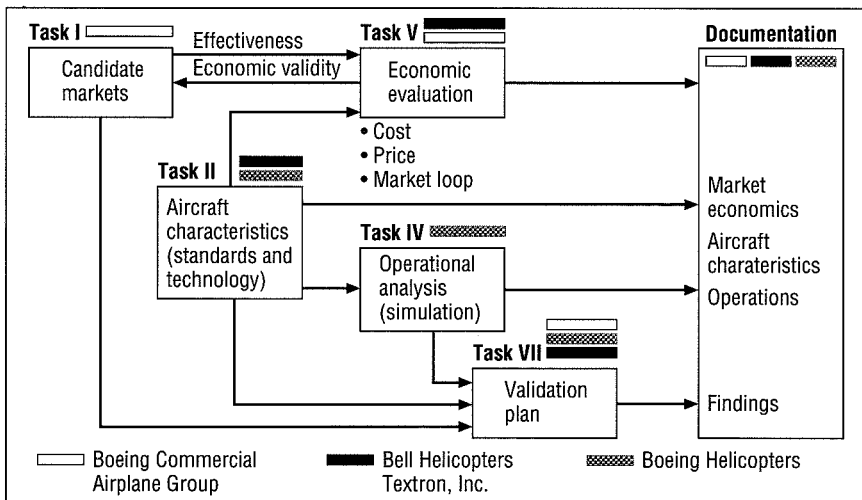 Task I
Candidate
markets
Effectiveness
Economic validity
Task V
Economic
evaluation
• Cost
• Price
• Market loop
Task II
Aircraft
characteristics
(standards and
technology)
Task IV
Operational
analysis
(simulation)
Task VII
Validation
plan
Documentation
Market
economics
Aircraft
charateristics
Operations
Findings
Boeing Commercial
Airplane Group
Bell Helicopters
Textron, Inc.
Boeing Helicopters